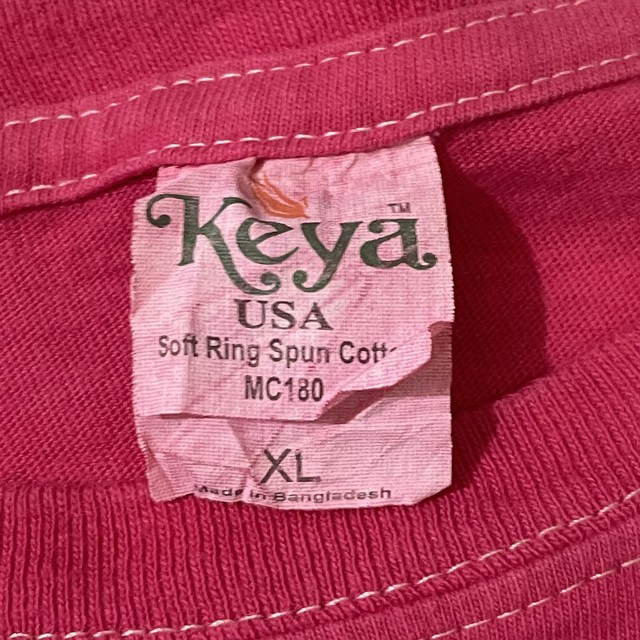 Keya™
USA
Soft Ring Spun Cott
MC180
XL
Made in Bangladesh